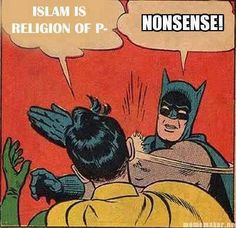 ISLAM IS
RELIGION OF P-
NONSENSE!